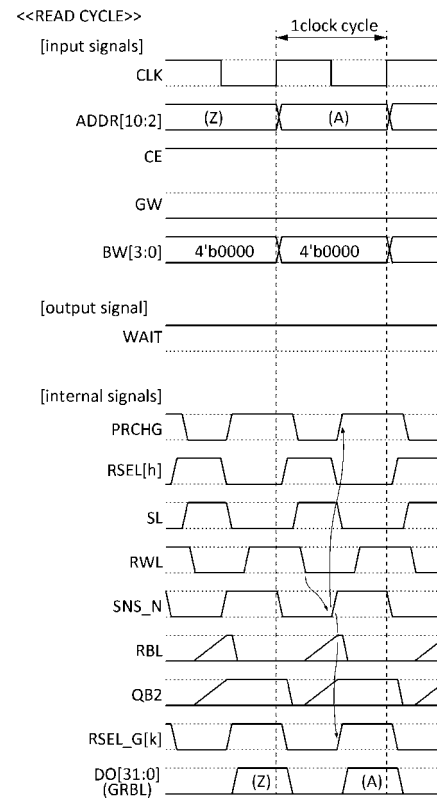 <<READ CYCLE>>
1clock cycle
[input signals]
CLK
ADDR[10:2] (Z) (A)
CE
GW
BW[3:0] 4'b0000 4'b0000
[output signal]
WAIT
[internal signals]
PRCHG
RSEL[h]
SL
RWL
SNS_N
RBL
QB2
RSEL_G[k]
DO[31:0] (Z) (A)
(GRBL)